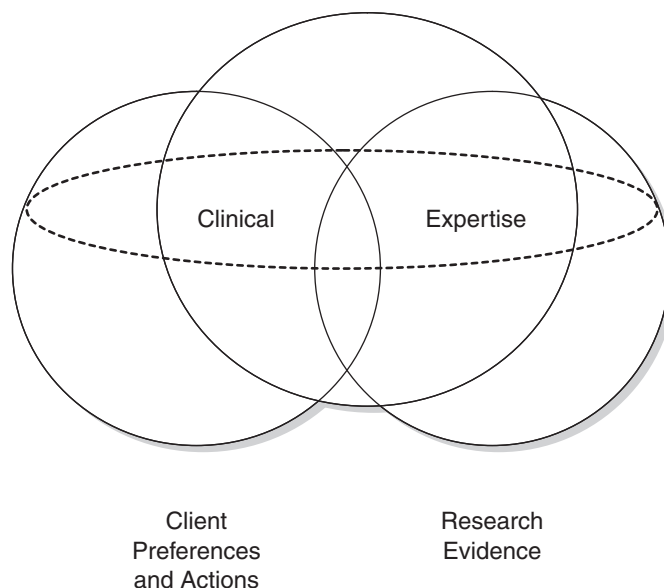 Clinical Expertise
Client
Preferences
and Actions
Research
Evidence